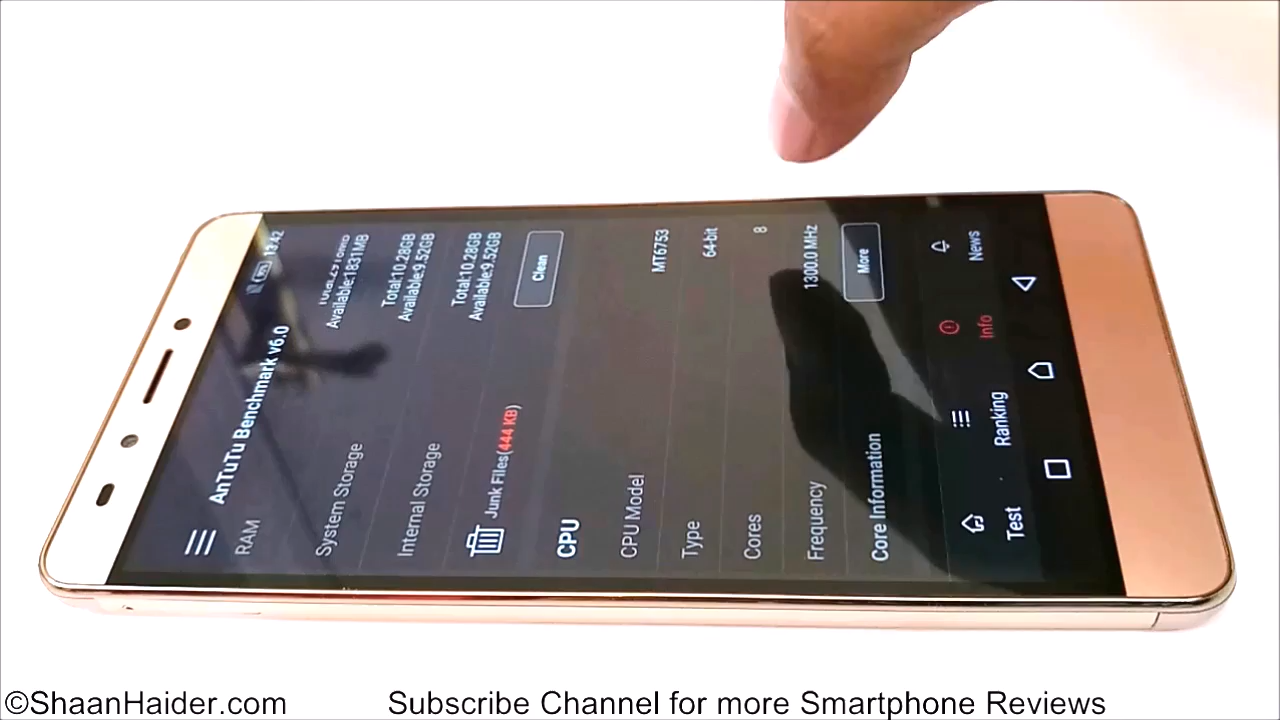 13:42
AnTuTu Benchmark v6.0
RAM
Available:1831MB
System Storage
Total:10.28GB
Available:9.52GB
Internal Storage
Total:10.28GB
Available:9.52GB
Junk Files(444 KB)
Clean
CPU
CPU Model MT6753
Type 64-bit
Cores 8
Frequency 1300.0 MHz
Core Information More
Test Ranking Info News
©ShaanHaider.com Subscribe Channel for more Smartphone Reviews